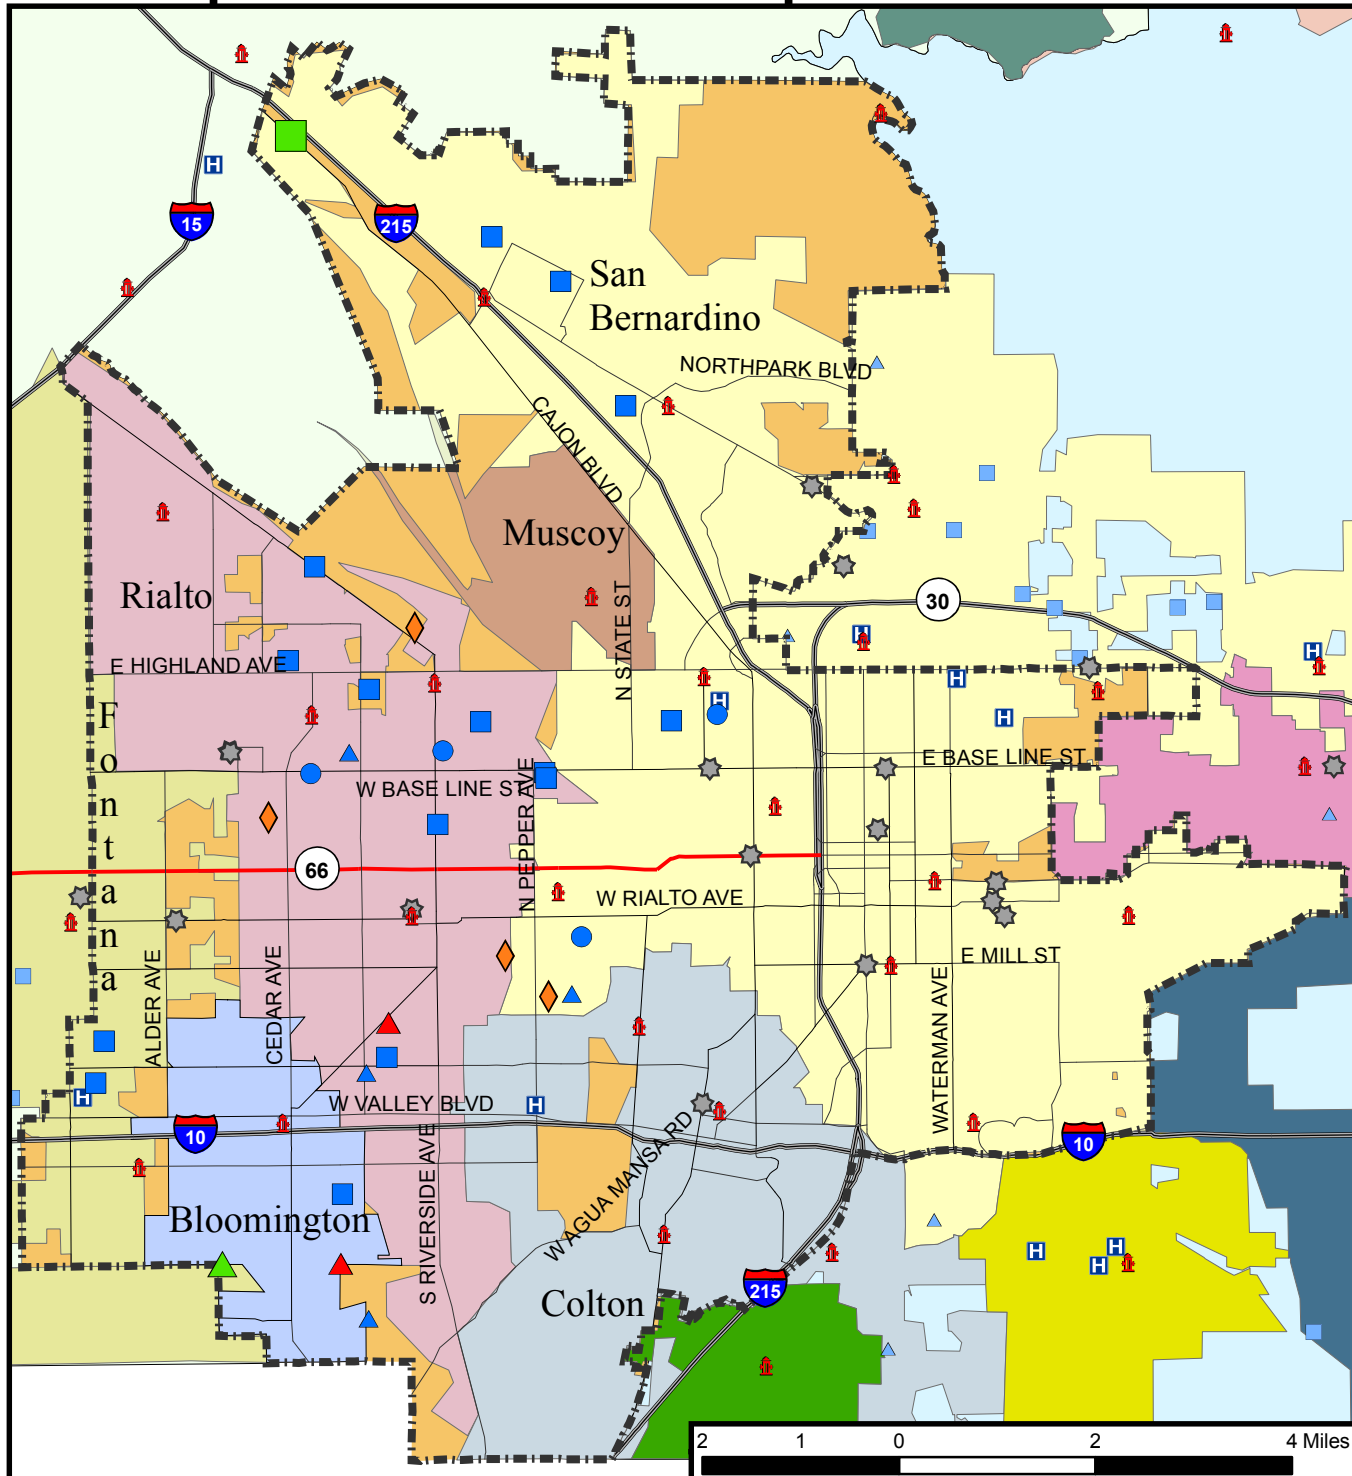 15
215
San
Bernardino
NORTHPARK BLVD
CAJON BLVD
Muscoy
N STATE ST
Rialto
30
E HIGHLAND AVE
Fontana
E BASE LINE ST
W BASE LINE ST
N PEPPER AVE
66
W RIALTO AVE
E MILL ST
ALDER AVE
CEDAR AVE
WATERMAN AVE
W VALLEY BLVD
10
10
S RIVERSIDE AVE
W AGUA MANSA RD
Bloomington
Colton
215
2 1 0 2 4 Miles
H
H
H
H
H
H
H
H
H
H
H